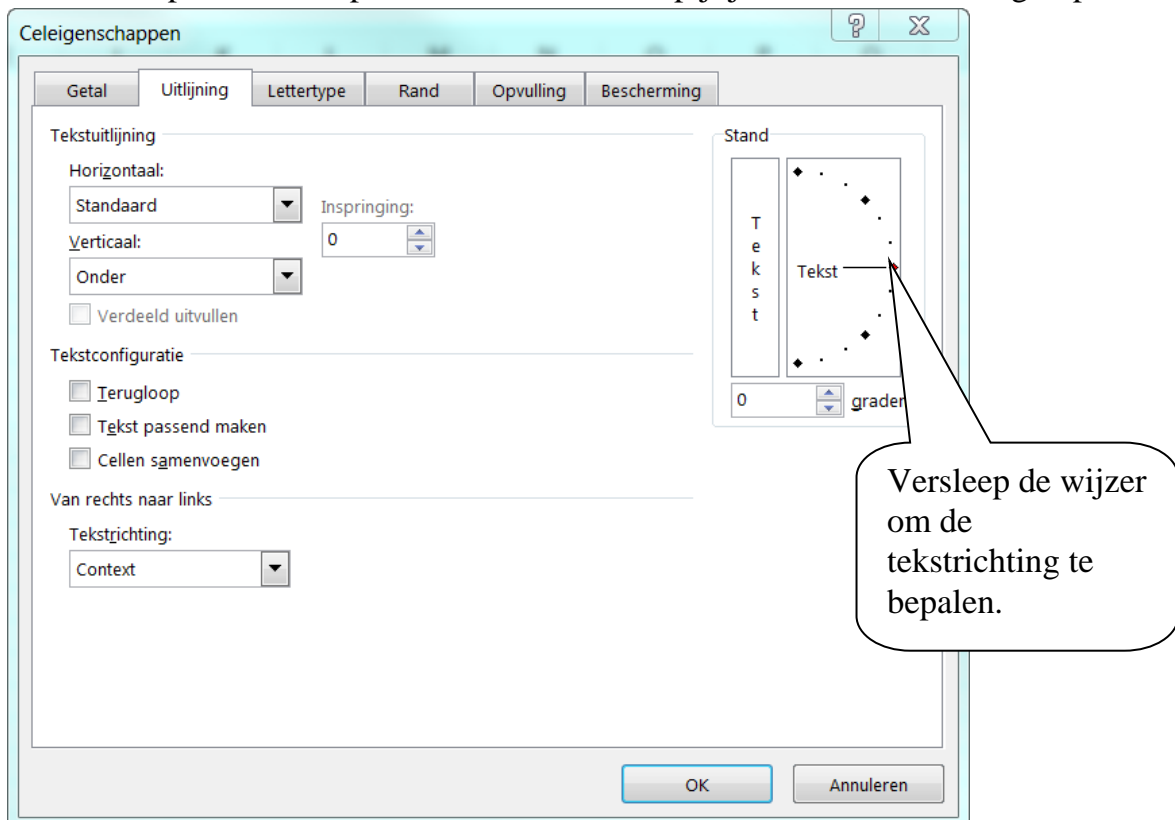 Celeigenschappen
Getal Uitlijning Lettertype Rand Opvulling Bescherming
Tekstuitlijning
Horizontaal:
Standaard
Inspringing:
0
Verticaal:
Onder
Verdeeld uitvullen
Tekstconfiguratie
Terugloop
Tekst passend maken
Cellen samenvoegen
Van rechts naar links
Tekstrichting:
Context
Stand
T
e
k
s
t
Tekst
0 graden
Versleep de wijzer
om de
tekstrichting te
bepalen.
OK Annuleren